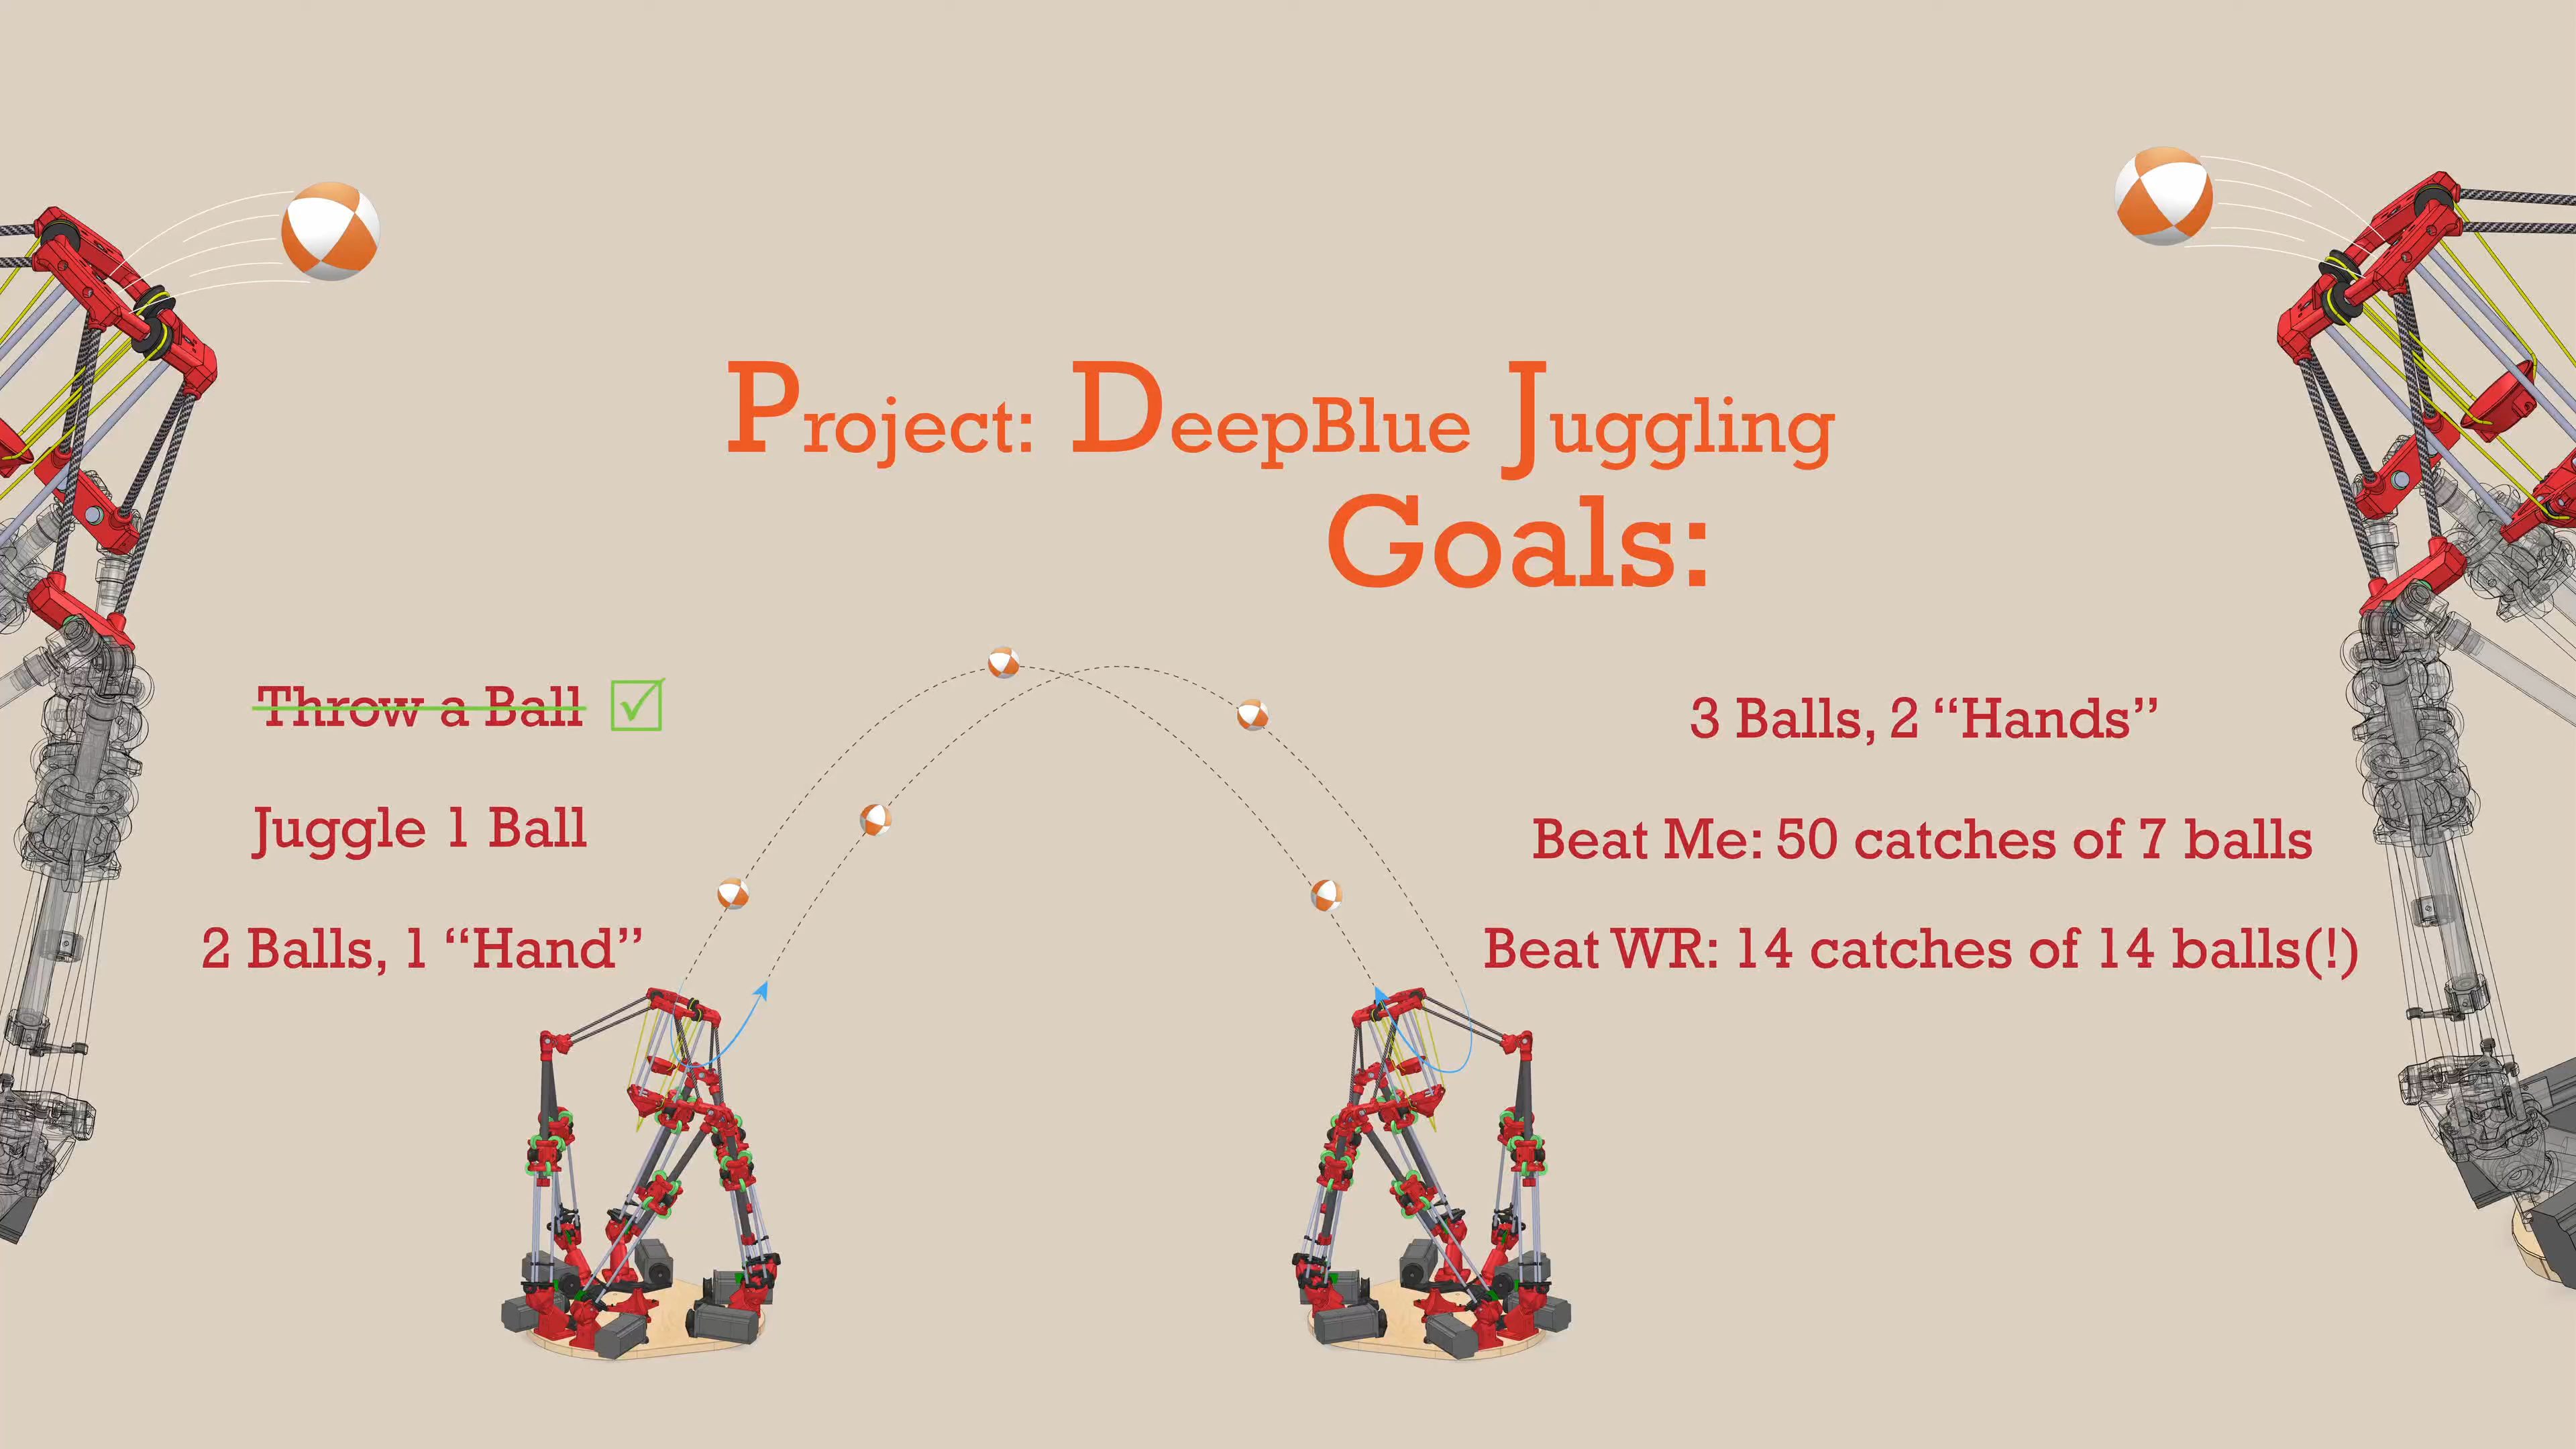 Project: DeepBlue Juggling
Goals:
Throw a Ball
Juggle 1 Ball
2 Balls, 1 “Hand”
3 Balls, 2 “Hands”
Beat Me: 50 catches of 7 balls
Beat WR: 14 catches of 14 balls(!)